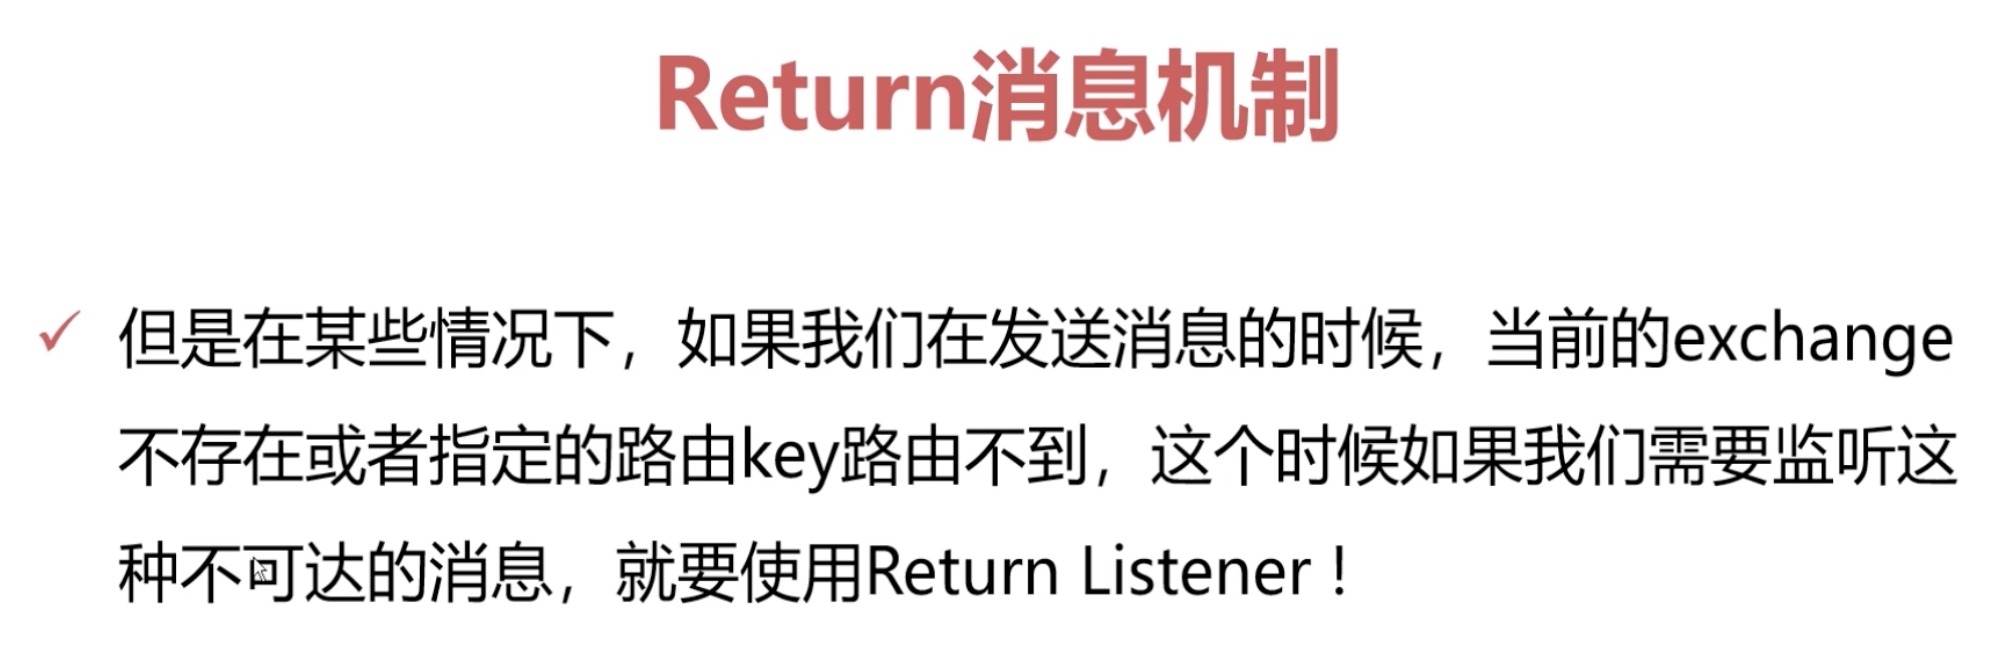 Return消息机制
但是在某些情况下，如果我们在发送消息的时候，当前的exchange
不存在或者指定的路由key路由不到，这个时候如果我们需要监听这
种不可达的消息，就要使用Return Listener！